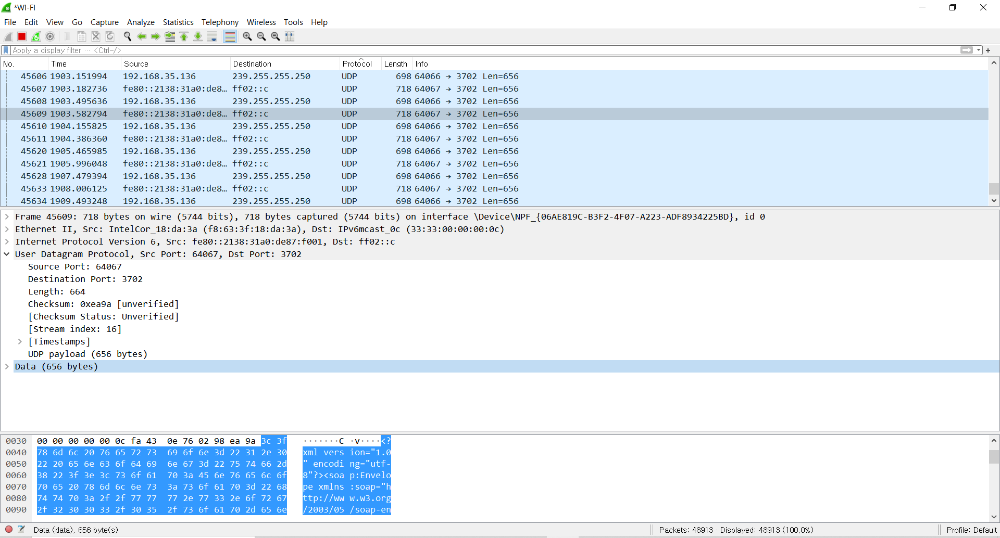 *Wi-Fi
File Edit View Go Capture Analyze Statistics Telephony Wireless Tools Help
Apply a display filter ··· <Ctrl-/>
No. Time Source Destination Protocol Length Info
45606 1903.151994 192.168.35.136 239.255.255.250 UDP 698 64066 → 3702 Len=656
45607 1903.182736 fe80::2138:31a0:de8… ff02::c UDP 718 64067 → 3702 Len=656
45608 1903.495636 192.168.35.136 239.255.255.250 UDP 698 64066 → 3702 Len=656
45609 1903.582794 fe80::2138:31a0:de8… ff02::c UDP 718 64067 → 3702 Len=656
45610 1904.155825 192.168.35.136 239.255.255.250 UDP 698 64066 → 3702 Len=656
45611 1904.386360 fe80::2138:31a0:de8… ff02::c UDP 718 64067 → 3702 Len=656
45620 1905.465985 192.168.35.136 239.255.255.250 UDP 698 64066 → 3702 Len=656
45621 1905.996048 fe80::2138:31a0:de8… ff02::c UDP 718 64067 → 3702 Len=656
45628 1907.479394 192.168.35.136 239.255.255.250 UDP 698 64066 → 3702 Len=656
45633 1908.006125 fe80::2138:31a0:de8… ff02::c UDP 718 64067 → 3702 Len=656
45634 1909.493248 192.168.35.136 239.255.255.250 UDP 698 64066 → 3702 Len=656
Frame 45609: 718 bytes on wire (5744 bits), 718 bytes captured (5744 bits) on interface \Device\NPF_{06AE819C-B3F2-4F07-A223-ADF8934225BD}, id 0
Ethernet II, Src: IntelCor_18:da:3a (f8:63:3f:18:da:3a), Dst: IPv6mcast_0c (33:33:00:00:00:0c)
Internet Protocol Version 6, Src: fe80::2138:31a0:de87:f001, Dst: ff02::c
User Datagram Protocol, Src Port: 64067, Dst Port: 3702
Source Port: 64067
Destination Port: 3702
Length: 664
Checksum: 0xea9a [unverified]
[Checksum Status: Unverified]
[Stream index: 16]
[Timestamps]
UDP payload (656 bytes)
Data (656 bytes)
0030 00 00 00 00 00 0c fa 43 0e 76 02 98 ea 9a 3c 3f ·······C ·v····<?
0040 78 6d 6c 20 76 65 72 73 69 6f 6e 3d 22 31 2e 30 xml vers ion="1.0
0050 22 20 65 6e 63 6f 64 69 6e 67 3d 22 75 74 66 2d " encodi ng="utf-
0060 38 22 3f 3e 3c 73 6f 61 70 3a 45 6e 76 65 6c 6f 8"?><soa p:Envelo
0070 70 65 20 78 6d 6c 6e 73 3a 73 6f 61 70 3d 22 68 pe xmlns :soap="h
0080 74 74 70 3a 2f 2f 77 77 77 2e 77 33 2e 6f 72 67 ttp://ww w.w3.org
0090 2f 32 30 30 33 2f 30 35 2f 73 6f 61 70 2d 65 6e /2003/05 /soap-en
Data (data), 656 byte(s) Packets: 48913 · Displayed: 48913 (100.0%) Profile: Default